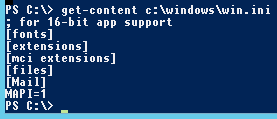 PS C:\> get-content c:\windows\win.ini
; for 16-bit app support
[fonts]
[extensions]
[mci extensions]
[files]
[Mail]
MAPI=1
PS C:\> _